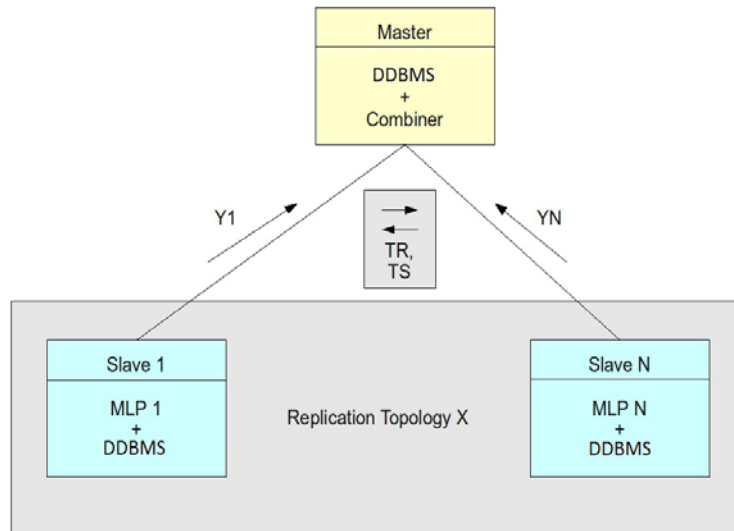 Master
DDBMS
+
Combiner
Y1
YN
TR,
TS
Slave 1
MLP 1
+
DDBMS
Replication Topology X
Slave N
MLP N
+
DDBMS